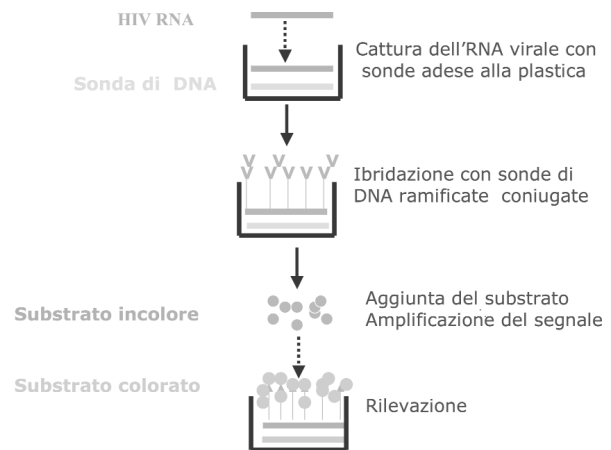 HIV RNA
Cattura dell'RNA virale con
sonde adese alla plastica
Sonda di DNA
Ibridazione con sonde di
DNA ramificate coniugate
Substrato incolore
Aggiunta del substrato
Amplificazione del segnale
Substrato colorato
Rilevazione